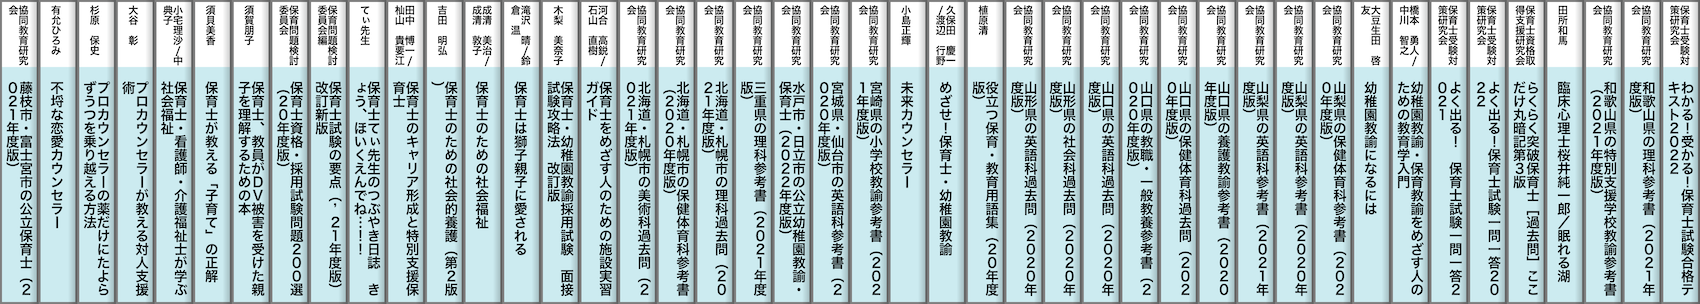 保育士受験対
策研究会
わかる！受かる！保育士試験合格テ
キスト２０２２
協同教育研究
会
和歌山県の理科参考書（２０２１年
度版）
協同教育研究
会
和歌山県の特別支援学校教諭参考書
（２０２１年度版）
田所和馬
臨床心理士桜井純一郎／眠れる湖
保育士資格取
得支援研究会
らくらく突破保育士［過去問］ここ
だけ丸暗記第３版
保育士受験対
策研究会
よく出る！保育士試験一問一答２０
２２
保育士受験対
策研究会
よく出る！　保育士試験一問一答２
０２１
橋本　勇人／
中川　智之／
幼稚園教諭・保育教諭をめざす人の
ための教育学入門
大豆生田　啓
友
幼稚園教諭になるには
協同教育研究
会
山梨県の保健体育科参考書（２０２
０年度版）
協同教育研究
会
山梨県の英語科参考書（２０２０年
度版）
協同教育研究
会
山梨県の英語科参考書（２０２１年
度版）
協同教育研究
会
山口県の養護教諭参考書（２０２０
年度版）
協同教育研究
会
山口県の保健体育科過去問（２０２
０年度版）
協同教育研究
会
山口県の教職・一般教養参考書（２
０２０年度版）
協同教育研究
会
山口県の英語科過去問（２０２０年
度版）
協同教育研究
会
山形県の社会科過去問（２０２０年
度版）
協同教育研究
会
山形県の英語科過去問（２０２０年
度版）
植原清
役立つ保育・教育用語集（２０年度
版）
久保田　慶一
／渡辺　行野
めざせ！保育士・幼稚園教諭
小島正輝
未来カウンセラー
協同教育研究
会
宮崎県の小学校教諭参考書（２０２
１年度版）
協同教育研究
会
宮城県・仙台市の英語科参考書（２
０２０年度版）
協同教育研究
会
水戸市・日立市の公立幼稚園教諭・
保育士（２０２２年度版）
協同教育研究
会
三重県の理科参考書（２０２１年度
版）
協同教育研究
会
北海道・札幌市の理科過去問（２０
２１年度版）
協同教育研究
会
北海道・札幌市の保健体育科参考書
（２０２０年度版）
協同教育研究
会
北海道・札幌市の美術科過去問（２
０２１年度版）
河合　高鋭／
石山　直樹
保育士をめざす人のための施設実習
ガイド
木梨　美奈子
保育士・幼稚園教諭採用試験　面接
試験攻略法　改訂版
滝沢　晴／鈴
倉　温
保育士は獅子親子に愛される
成清　美治／
成清　敦子
保育士のための社会福祉
吉田　明弘
保育士のための社会的養護（第２版
）
田中　博一／
杣山　貴要江
保育士のキャリア形成と特別支援保
育士
てぃ先生
保育士てぃ先生のつぶやき日誌　き
ょう、ほいくえんでね…！！
保育問題検討
委員会編
保育士試験の要点（’２１年度版）
改訂新版
保育問題検討
委員会
保育士資格・採用試験問題２００選
（２０年度版）
須賀朋子
保育士、教員がＤＶ被害を受けた親
子を理解するための本
須貝美香
保育士が教える「子育て」の正解
小宅理沙／中
典子
保育士・看護師・介護福祉士が学ぶ
社会福祉
大谷　彰
プロカウンセラーが教える対人支援
術
杉原　保史
プロカウンセラーの薬だけにたよら
ずうつを乗り越える方法
有允ひろみ
不埒な恋愛カウンセラー
協同教育研究
会
藤枝市・富士宮市の公立保育士（２
０２１年度版）